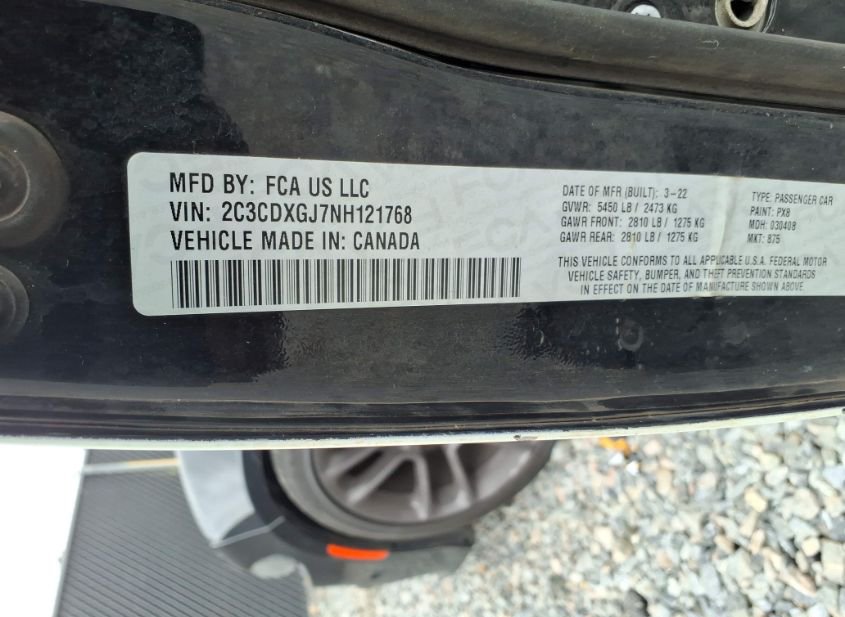 MFD BY: FCA US LLC
VIN: 2C3CDXGJ7NH121768
VEHICLE MADE IN: CANADA
DATE OF MFR (BUILT): 3-22
GVWR: 5450 LB / 2473 KG
GAWR FRONT: 2810 LB / 1275 KG
GAWR REAR: 2810 LB / 1275 KG
TYPE: PASSENGER CAR
PAINT: PX8
MDH: 030408
MKT: 875
THIS VEHICLE CONFORMS TO ALL APPLICABLE U.S.A. FEDERAL MOTOR
VEHICLE SAFETY, BUMPER, AND THEFT PREVENTION STANDARDS
IN EFFECT ON THE DATE OF MANUFACTURE SHOWN ABOVE